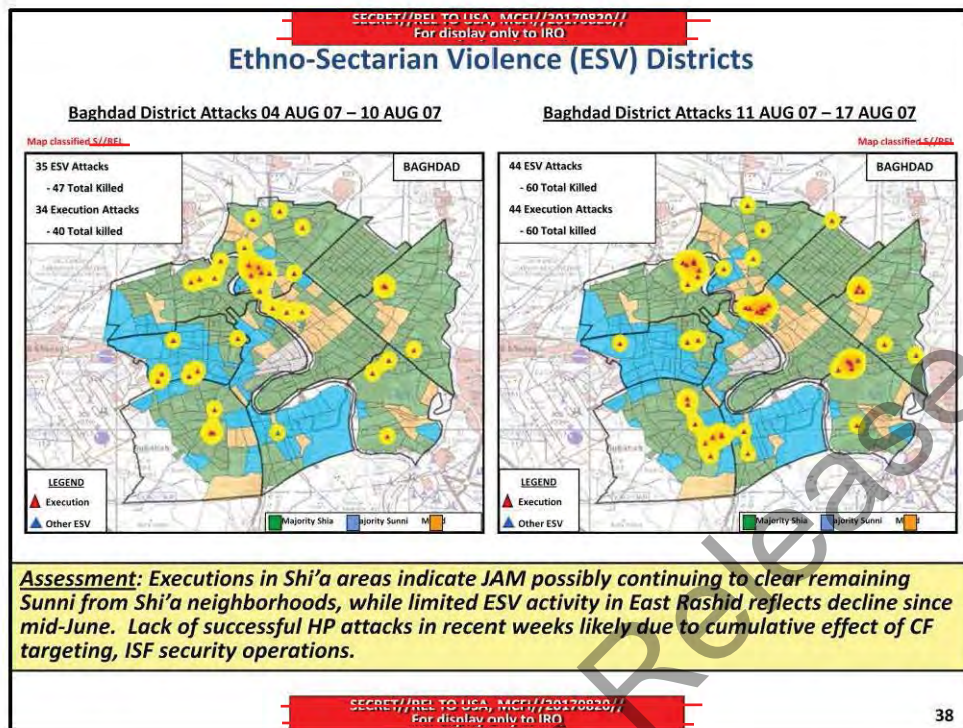 SECRET//REL TO USA, MCFI//20170820//
For display only to IRQ
Ethno-Sectarian Violence (ESV) Districts
Baghdad District Attacks 04 AUG 07 – 10 AUG 07
Map classified S//REL
35 ESV Attacks
- 47 Total Killed
34 Execution Attacks
- 40 Total killed
BAGHDAD
LEGEND
Execution
Other ESV
Majority Shia
ajority Sunni
Baghdad District Attacks 11 AUG 07 – 17 AUG 07
Map classified S//REL
44 ESV Attacks
- 60 Total Killed
44 Execution Attacks
- 60 Total killed
BAGHDAD
LEGEND
Execution
Other ESV
Majority Shia
ajority Sunni
Assessment: Executions in Shi'a areas indicate JAM possibly continuing to clear remaining
Sunni from Shi'a neighborhoods, while limited ESV activity in East Rashid reflects decline since
mid-June. Lack of successful HP attacks in recent weeks likely due to cumulative effect of CF
targeting, ISF security operations.
Release
SECRET//REL TO USA, MCFI//20170820//
For display only to IRQ
38